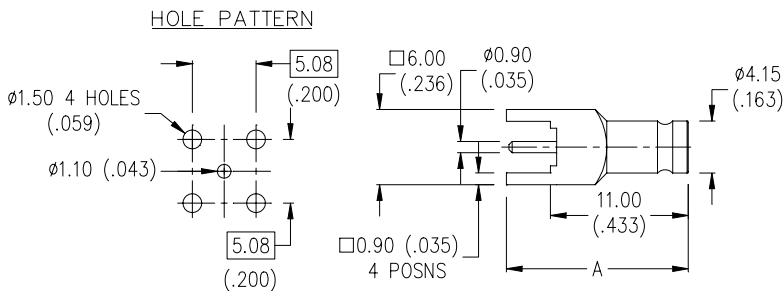 HOLE PATTERN
5.08
(.200)
ø1.50 4 HOLES
(.059)
ø1.10 (.043)
5.08
(.200)
□6.00
(.236)
ø0.90
(.035)
ø4.15
(.163)
11.00
(.433)
□0.90 (.035)
4 POSNS
A